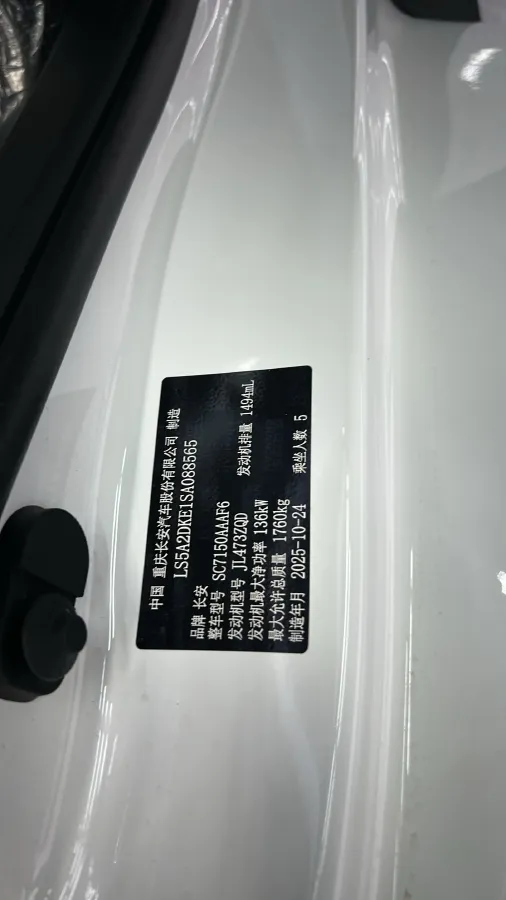 中国 重庆长安汽车股份有限公司 制造
LS5A2DKE1SA088565
品牌 长安
整车型号 SC7150AAAF6
发动机型号 JL473ZQD 发动机排量 1494mL
发动机最大净功率 136kW
最大允许总质量 1760kg
制造年月 2025-10-24 乘坐人数 5